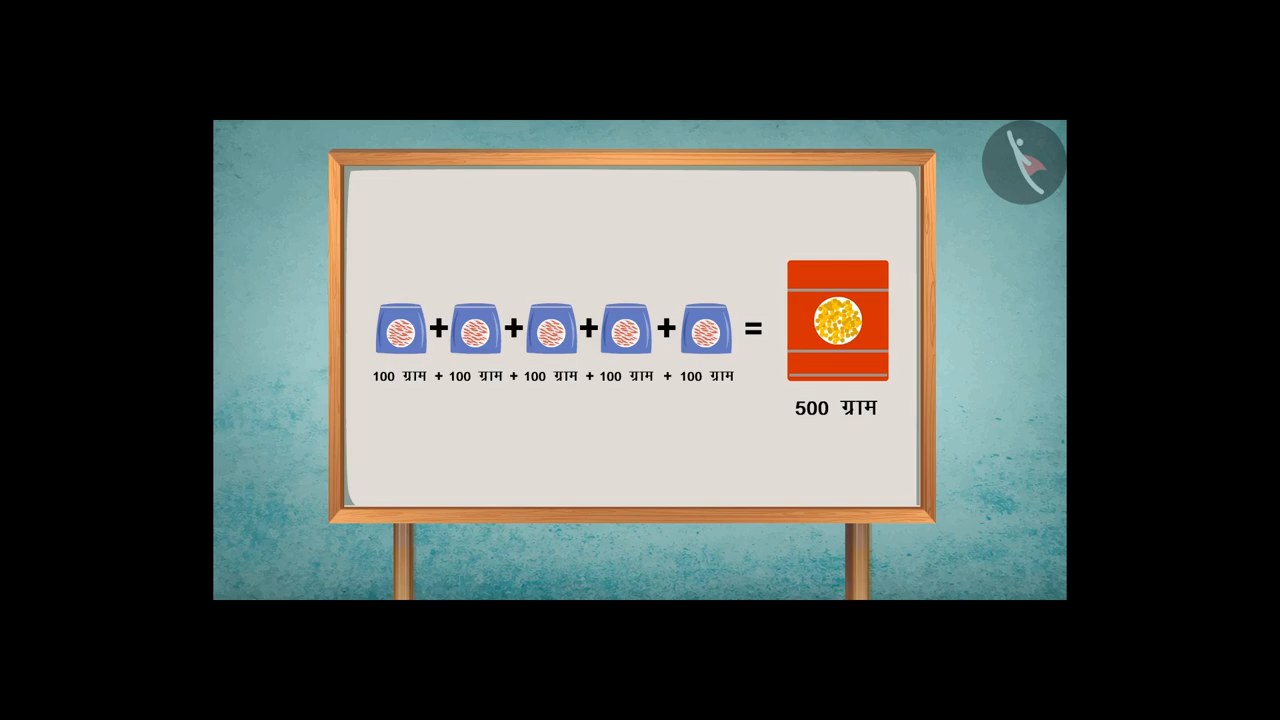 + + + + =
100 ग्राम + 100 ग्राम + 100 ग्राम + 100 ग्राम + 100 ग्राम
500 ग्राम